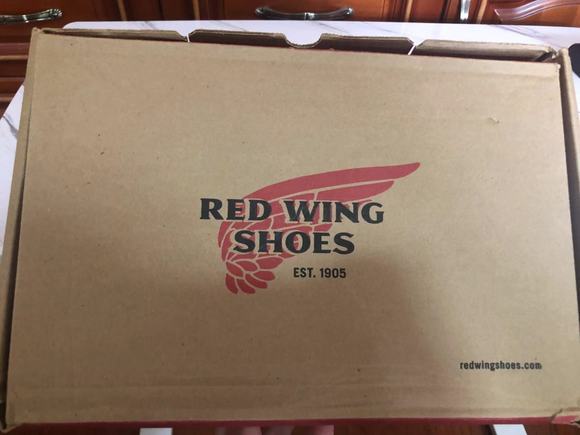 RED WING
SHOES
EST. 1905
redwingshoes.com